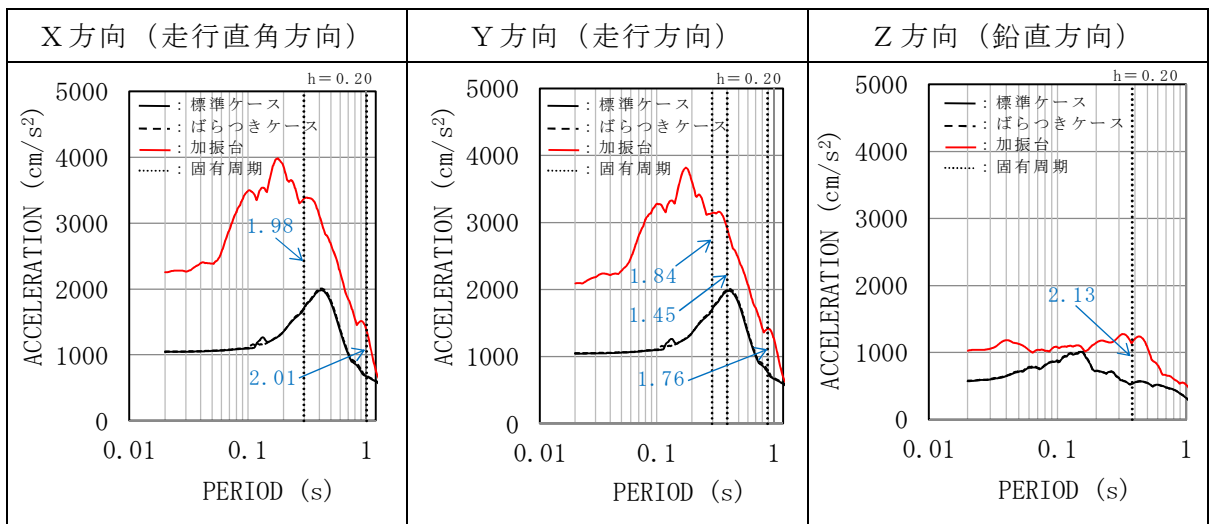 X方向（走行直角方向）
h＝0.20
ACCELERATION (cm/s²)
5000
4000
3000
2000
1000
0
：標準ケース
：ばらつきケース
：加振台
：固有周期
1.98
2.01
0.01
0.1
1
PERIOD (s)
Y方向（走行方向）
h＝0.20
ACCELERATION (cm/s²)
5000
4000
3000
2000
1000
0
：標準ケース
：ばらつきケース
：加振台
：固有周期
1.84
1.45
1.76
0.01
0.1
1
PERIOD (s)
Z方向（鉛直方向）
h＝0.20
ACCELERATION (cm/s²)
5000
4000
3000
2000
1000
0
：標準ケース
：ばらつきケース
：加振台
：固有周期
2.13
0.01
0.1
1
PERIOD (s)